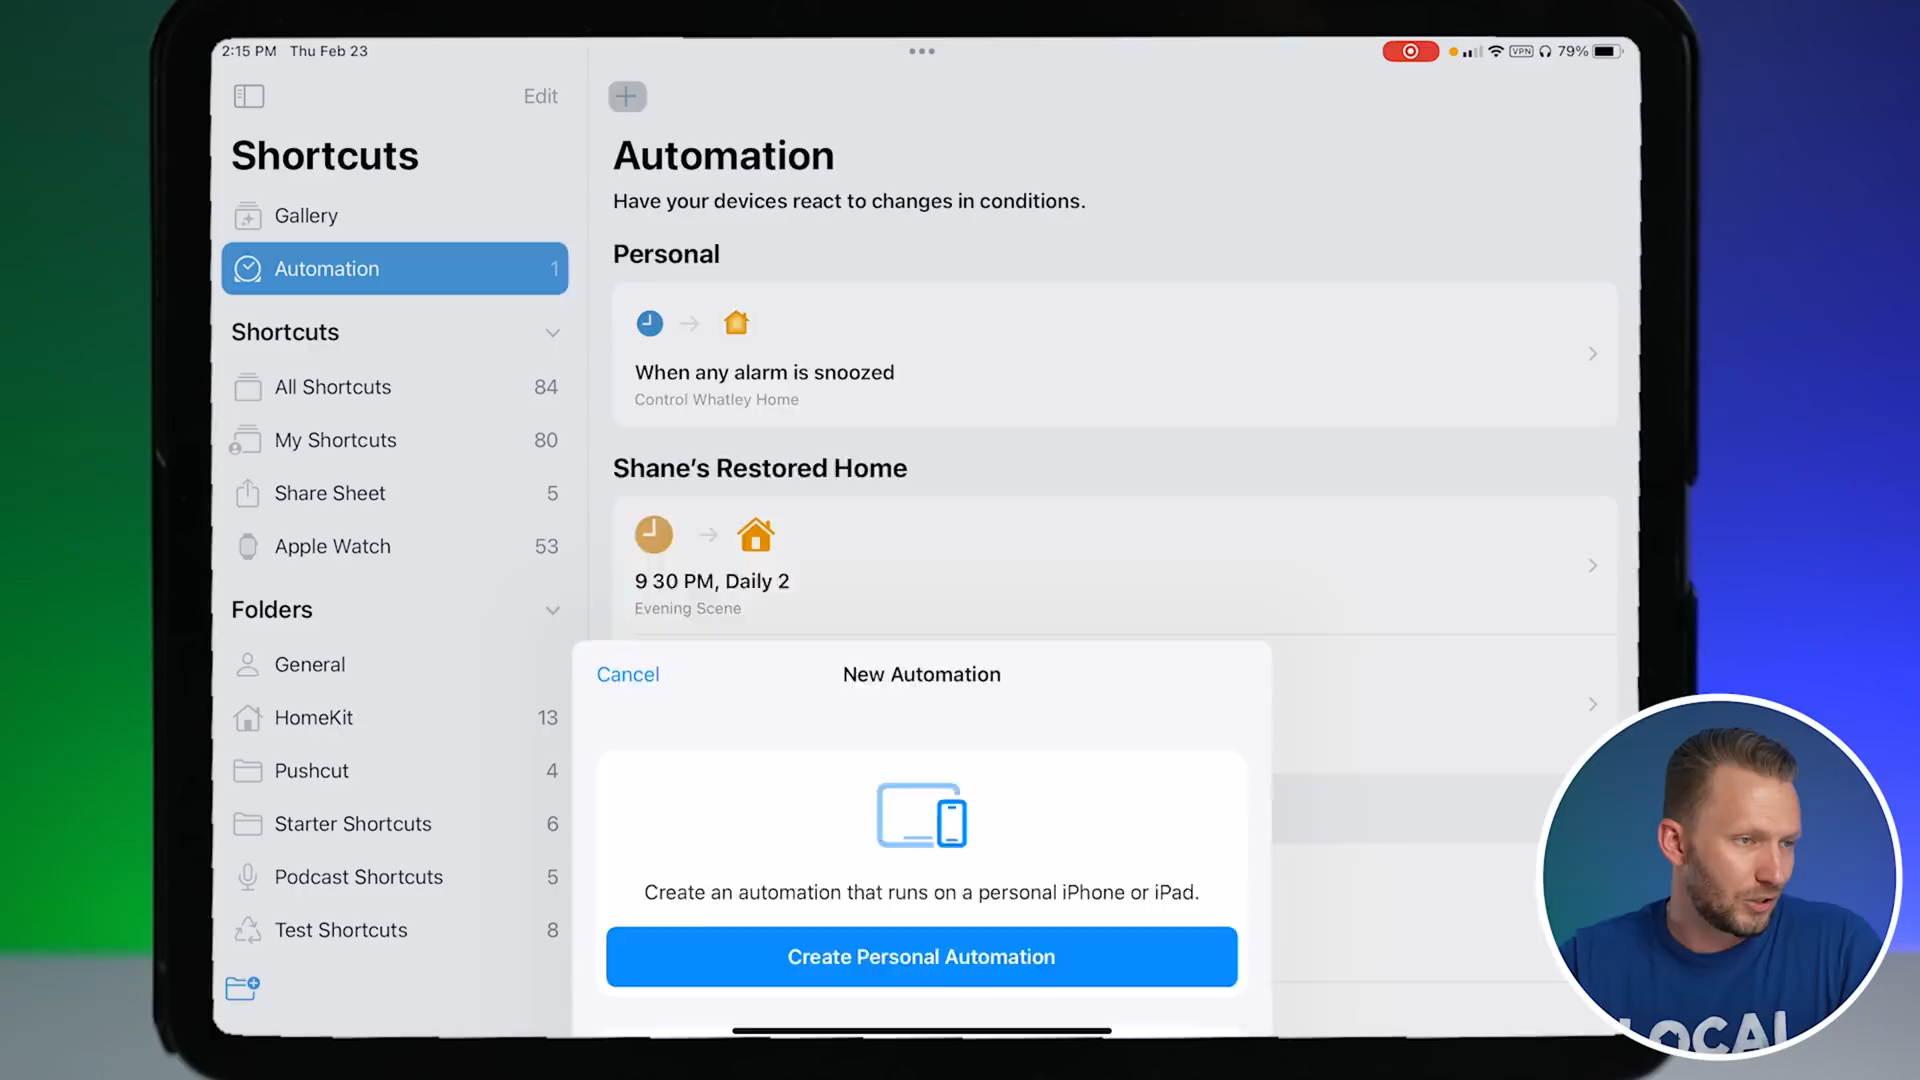 2:15 PM Thu Feb 23
VPN 79%
Edit
Shortcuts
Gallery
Automation 1
Shortcuts
All Shortcuts 84
My Shortcuts 80
Share Sheet 5
Apple Watch 53
Folders
General
HomeKit 13
Pushcut 4
Starter Shortcuts 6
Podcast Shortcuts 5
Test Shortcuts 8
Automation
Have your devices react to changes in conditions.
Personal
When any alarm is snoozed
Control Whatley Home
Shane's Restored Home
9 30 PM, Daily 2
Evening Scene
Cancel New Automation
Create an automation that runs on a personal iPhone or iPad.
Create Personal Automation
LOCAL